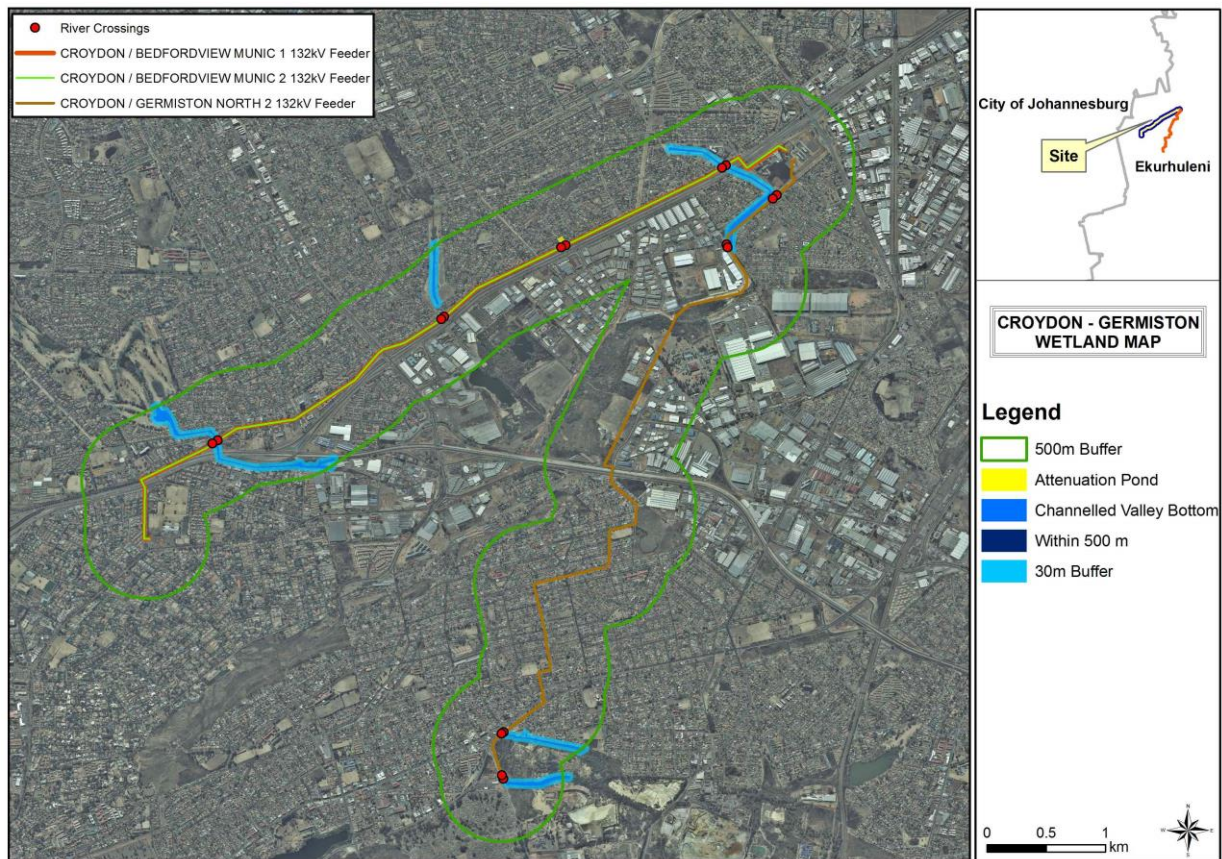 River Crossings
CROYDON / BEDFORDVIEW MUNIC 1 132kV Feeder
CROYDON / BEDFORDVIEW MUNIC 2 132kV Feeder
CROYDON / GERMISTON NORTH 2 132kV Feeder
City of Johannesburg
Site
Ekurhuleni
CROYDON - GERMISTON
WETLAND MAP
Legend
500m Buffer
Attenuation Pond
Channelled Valley Bottom
Within 500 m
30m Buffer
N
W E
S
0 0.5 1
km